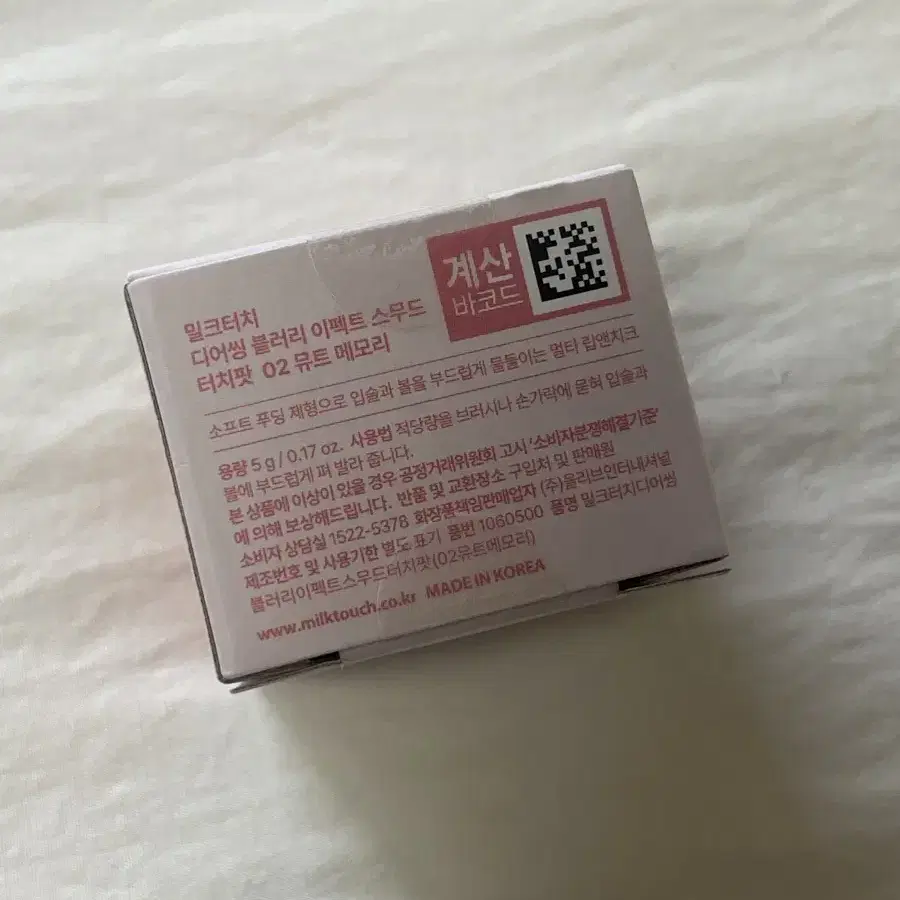 계산
바코드
밀크터치
디어씽 블러리 이펙트 스무드
터치팟 02 뮤트 메모리
소프트 푸딩 제형으로 입술과 볼을 부드럽게 물들이는 멀티 립앤치크
용량 5 g / 0.17 oz. 사용법 적당량을 브러시나 손가락에 묻혀 입술과
볼에 부드럽게 펴 발라 줍니다.
본 상품에 이상이 있을 경우 공정거래위원회 고시 '소비자분쟁해결기준'
에 의해 보상해드립니다. 반품 및 교환장소 구입처 및 판매원
소비자 상담실 1522-5378 화장품책임판매업자 (주)올리브인터내셔널
제조번호 및 사용기한 별도 표기 품번 1060500 품명 밀크터치디어씽
블러리이펙트스무드터치팟(02뮤트메모리)
www.milktouch.co.kr MADE IN KOREA